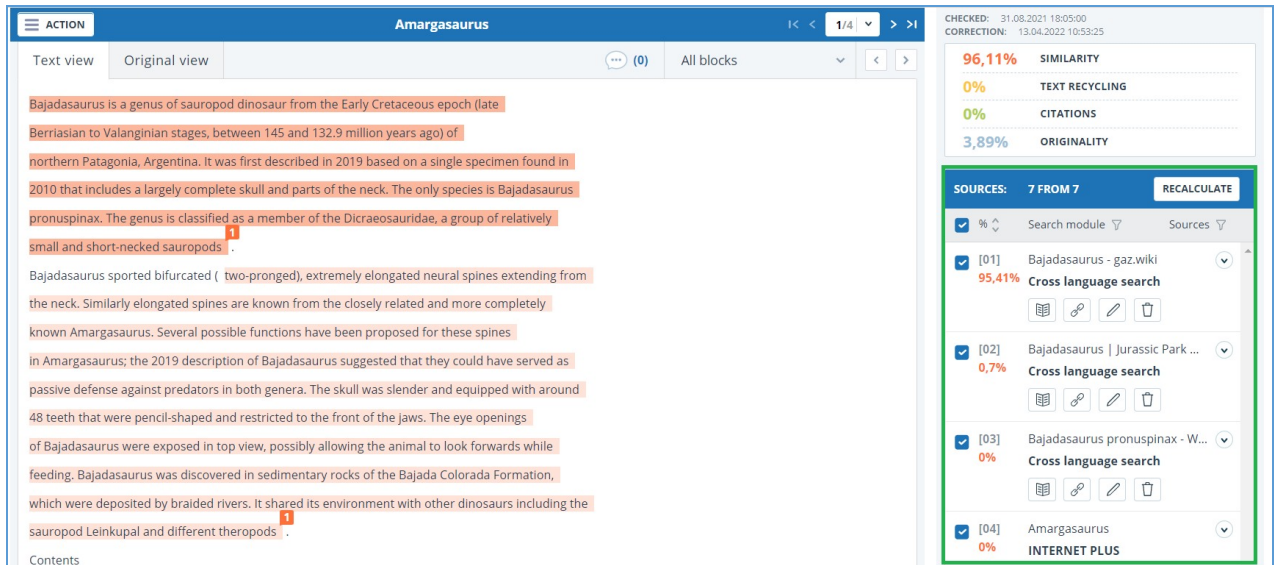 ACTION
Amargasaurus
1/4
Text view
Original view
(0)
All blocks
Bajadasaurus is a genus of sauropod dinosaur from the Early Cretaceous epoch (late
Berriasian to Valanginian stages, between 145 and 132.9 million years ago) of
northern Patagonia, Argentina. It was first described in 2019 based on a single specimen found in
2010 that includes a largely complete skull and parts of the neck. The only species is Bajadasaurus
pronuspinax. The genus is classified as a member of the Dicraeosauridae, a group of relatively
1
small and short-necked sauropods .
Bajadasaurus sported bifurcated ( two-pronged), extremely elongated neural spines extending from
the neck. Similarly elongated spines are known from the closely related and more completely
known Amargasaurus. Several possible functions have been proposed for these spines
in Amargasaurus; the 2019 description of Bajadasaurus suggested that they could have served as
passive defense against predators in both genera. The skull was slender and equipped with around
48 teeth that were pencil-shaped and restricted to the front of the jaws. The eye openings
of Bajadasaurus were exposed in top view, possibly allowing the animal to look forwards while
feeding. Bajadasaurus was discovered in sedimentary rocks of the Bajada Colorada Formation,
which were deposited by braided rivers. It shared its environment with other dinosaurs including the
1
sauropod Leinkupal and different theropods .
Contents
CHECKED: 31.08.2021 18:05:00
CORRECTION: 13.04.2022 10:53:25
96,11% SIMILARITY
0% TEXT RECYCLING
0% CITATIONS
3,89% ORIGINALITY
SOURCES: 7 FROM 7 RECALCULATE
% Search module Sources
[01] Bajadasaurus - gaz.wiki
95,41% Cross language search
[02] Bajadasaurus | Jurassic Park ...
0,7% Cross language search
[03] Bajadasaurus pronuspinax - W...
0% Cross language search
[04] Amargasaurus
0% INTERNET PLUS